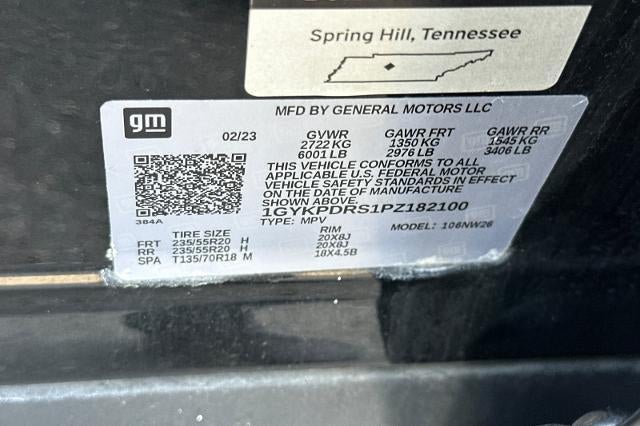 Spring Hill, Tennessee
gm
MFD BY GENERAL MOTORS LLC
02/23 GVWR GAWR FRT GAWR RR
2722 KG 1350 KG 1545 KG
6001 LB 2976 LB 3406 LB
THIS VEHICLE CONFORMS TO ALL
APPLICABLE U.S. FEDERAL MOTOR
VEHICLE SAFETY STANDARDS IN EFFECT
ON THE DATE OF MANUFACTURE
1GYKPDRS1PZ182100
384A
TYPE: MPV MODEL: 106NW26
TIRE SIZE RIM
FRT 235/55R20 H 20X8J
RR 235/55R20 H 20X8J
SPA T135/70R18 M 18X4.5B